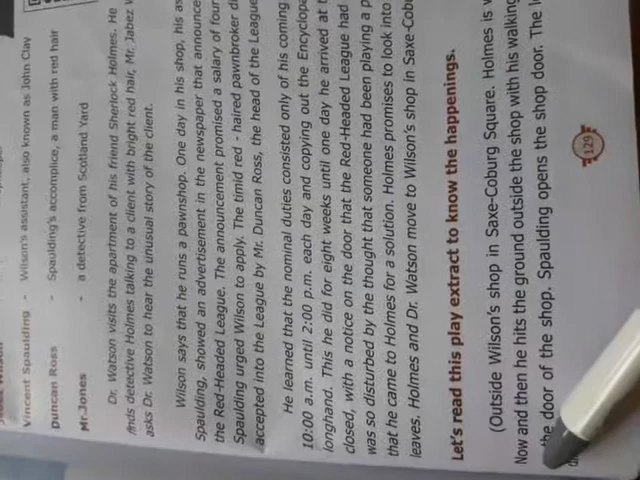 Vincent Spaulding - Wilson's assistant, also known as John Clay
Duncan Ross - Spaulding's accomplice, a man with red hair
Mr.Jones - a detective from Scotland Yard
Dr. Watson visits the apartment of his friend Sherlock Holmes. He
finds detective Holmes talking to a client with bright red hair, Mr. Jabez
asks Dr. Watson to hear the unusual story of the client.
Wilson says that he runs a pawnshop. One day in his shop, his
Spaulding, showed an advertisement in the newspaper that
the Red-Headed League. The announcement promised a salary of four
Spaulding urged Wilson to apply. The timid red - haired pawnbroker
accepted into the League by Mr. Duncan Ross, the head of the League
He learned that the nominal duties consisted only of his coming
10:00 a.m. until 2:00 p.m. each day and copying out the
longhand. This he did for eight weeks until one day he arrived at
closed, with a notice on the door that the Red-Headed League had
was so disturbed by the thought that someone had been playing a
that he came to Holmes for a solution. Holmes promises to look into
leaves. Holmes and Dr. Watson move to Wilson's shop in
Let's read this play extract to know the happenings.
(Outside Wilson's shop in Saxe-Coburg Square. Holmes is
Now and then he hits the ground outside the shop with his walking
the door of the shop. Spaulding opens the shop door. The
129